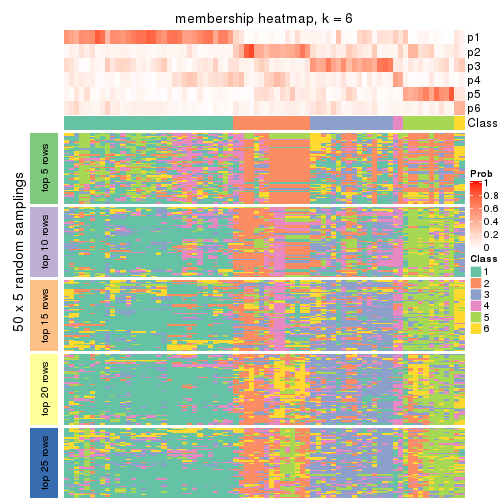 membership heatmap, k = 6
p1
p2
p3
p4
p5
p6
Class
50 x 5 random samplings
top 5 rows
top 10 rows
top 15 rows
top 20 rows
top 25 rows
Prob
1
0.8
0.6
0.4
0.2
0
Class
1
2
3
4
5
6